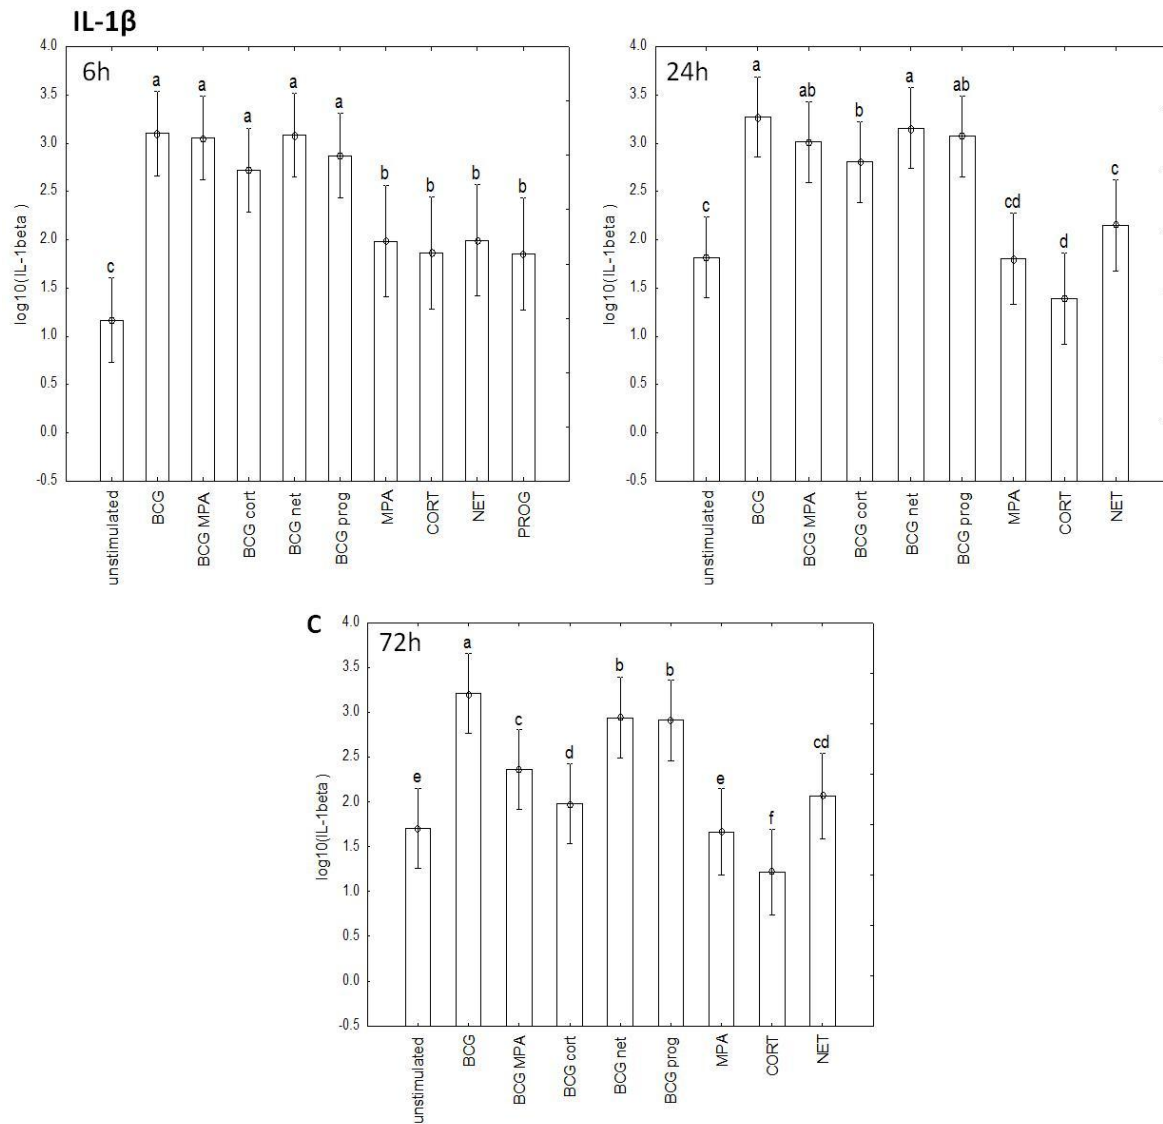 IL-1β
6h
log10(IL-1beta )
4.0
3.5
3.0
2.5
2.0
1.5
1.0
0.5
0.0
-0.5
c
a
a
a
a
a
b
b
b
b
unstimulated
BCG
BCG MPA
BCG cort
BCG net
BCG prog
MPA
CORT
NET
PROG
24h
log10(IL-1beta )
4.0
3.5
3.0
2.5
2.0
1.5
1.0
0.5
0.0
-0.5
c
a
ab
b
a
ab
cd
d
c
unstimulated
BCG
BCG MPA
BCG cort
BCG net
BCG prog
MPA
CORT
NET
C
72h
log10(IL-1beta )
4.0
3.5
3.0
2.5
2.0
1.5
1.0
0.5
0.0
-0.5
e
a
c
d
b
b
e
f
cd
unstimulated
BCG
BCG MPA
BCG cort
BCG net
BCG prog
MPA
CORT
NET